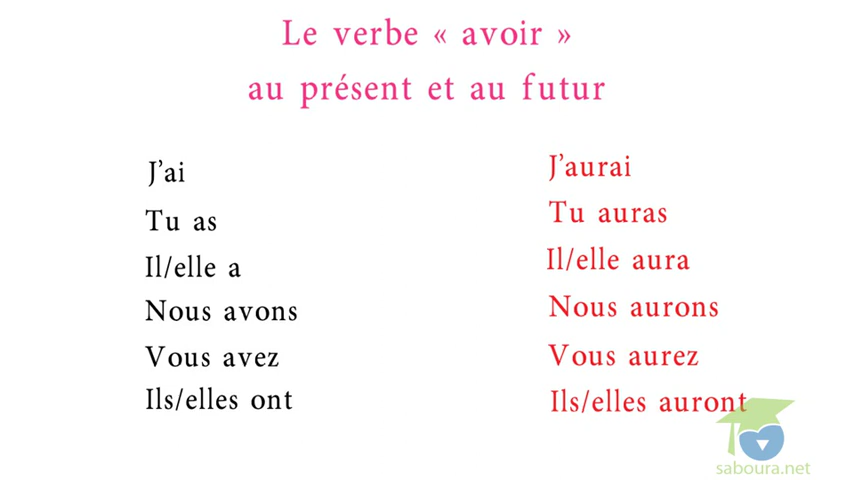 Le verbe « avoir »
au présent et au futur
J’ai
Tu as
Il/elle a
Nous avons
Vous avez
Ils/elles ont
J’aurai
Tu auras
Il/elle aura
Nous aurons
Vous aurez
Ils/elles auront
saboura.net